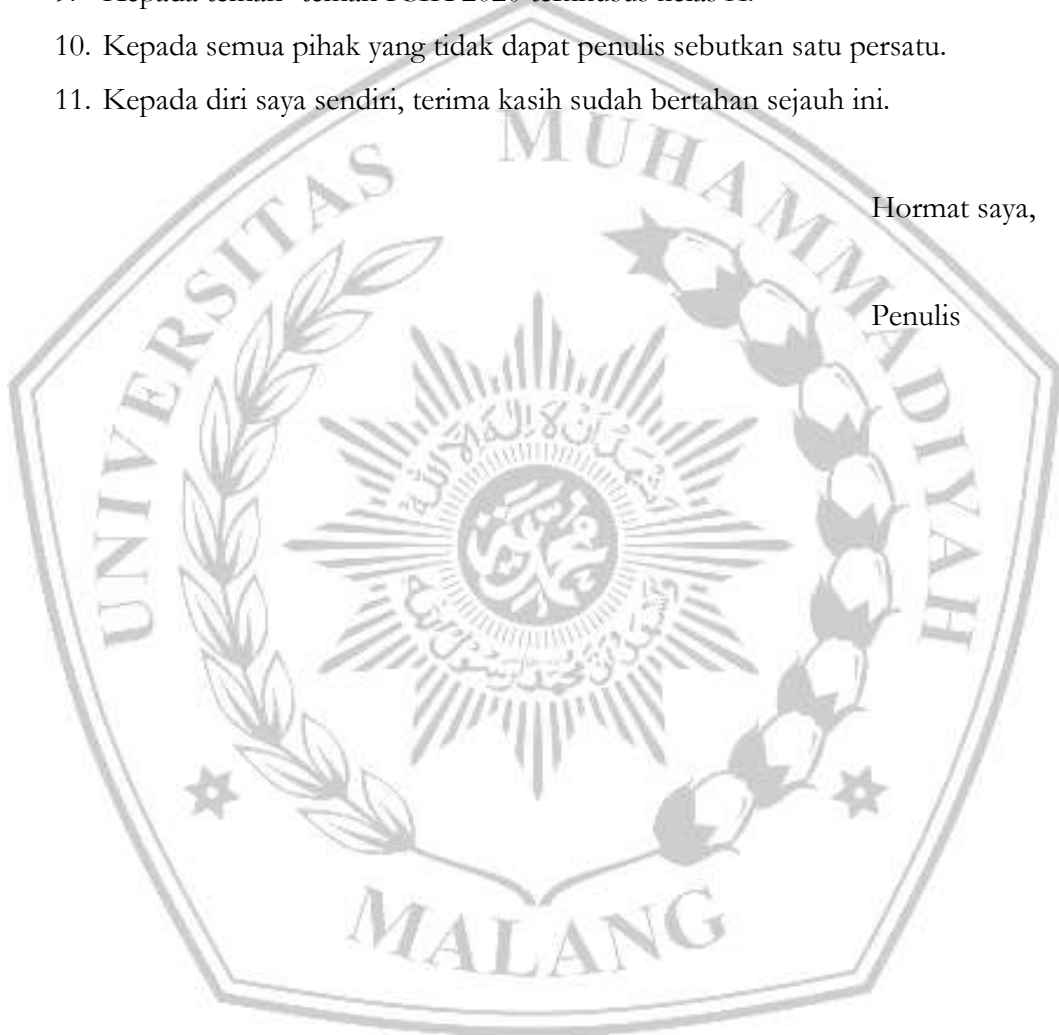 10. Kepada semua pihak yang tidak dapat penulis sebutkan satu persatu.
11. Kepada diri saya sendiri, terima kasih sudah bertahan sejauh ini.
Hormat saya,
Penulis
UNIVERSITAS MUHAMMADIYAH
MALANG